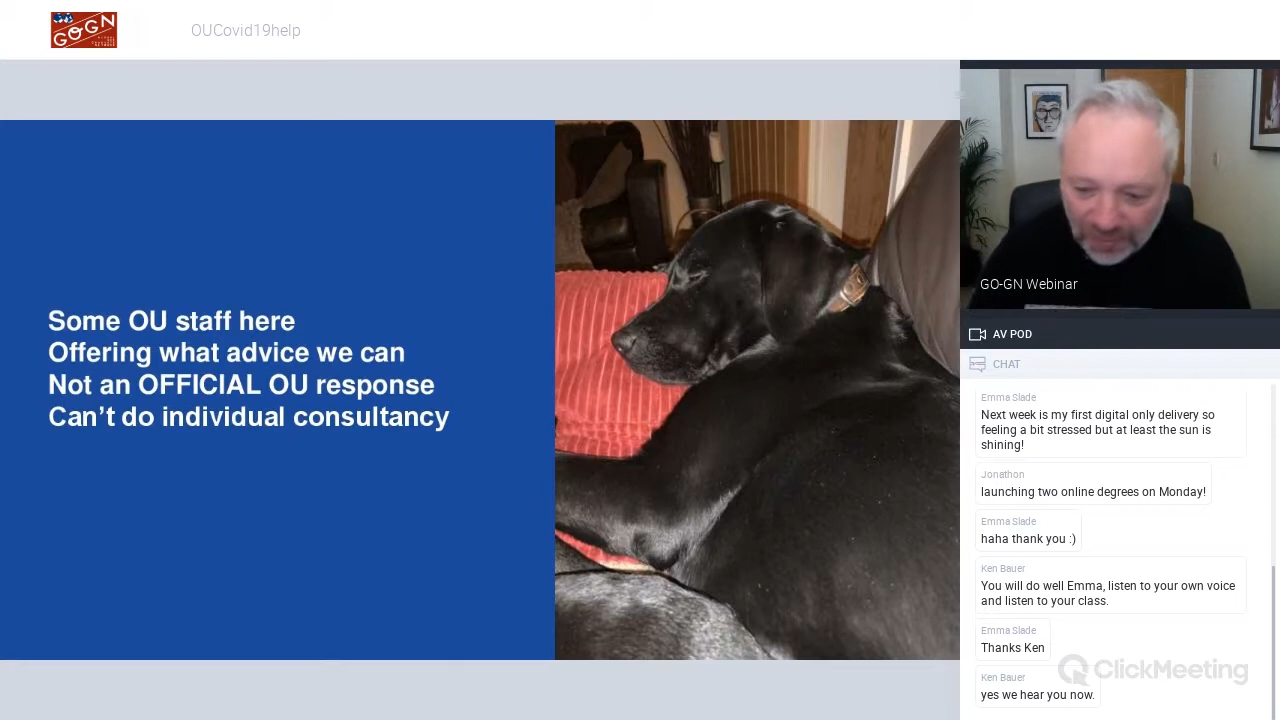 GO-GN
OUCovid19help
Some OU staff here
Offering what advice we can
Not an OFFICIAL OU response
Can't do individual consultancy
GO-GN Webinar
AV POD
CHAT
Emma Slade
Next week is my first digital only delivery so
feeling a bit stressed but at least the sun is
shining!
Jonathon
launching two online degrees on Monday!
Emma Slade
haha thank you :)
Ken Bauer
You will do well Emma, listen to your own voice
and listen to your class.
Emma Slade
Thanks Ken
Ken Bauer
yes we hear you now.
ClickMeeting